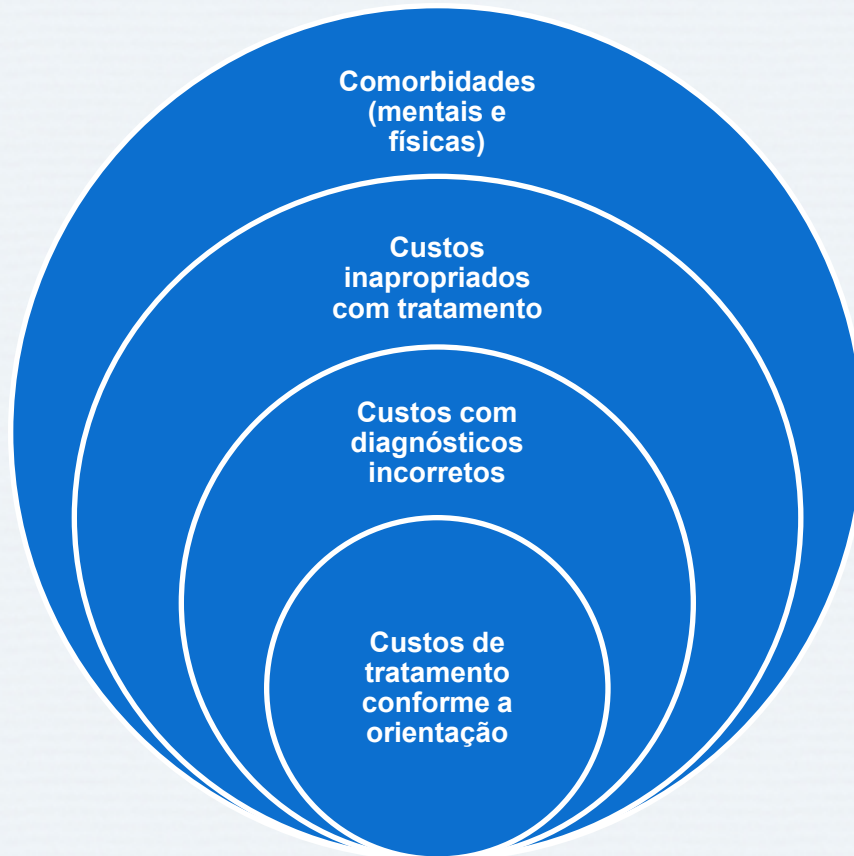 Comorbidades
(mentais e
físicas)
Custos
inapropriados
com tratamento
Custos com
diagnósticos
incorretos
Custos de
tratamento
conforme a
orientação